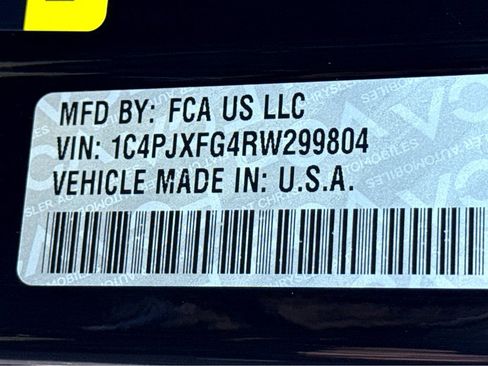 MFD BY: FCA US LLC
VIN: 1C4PJXFG4RW299804
VEHICLE MADE IN: U.S.A.